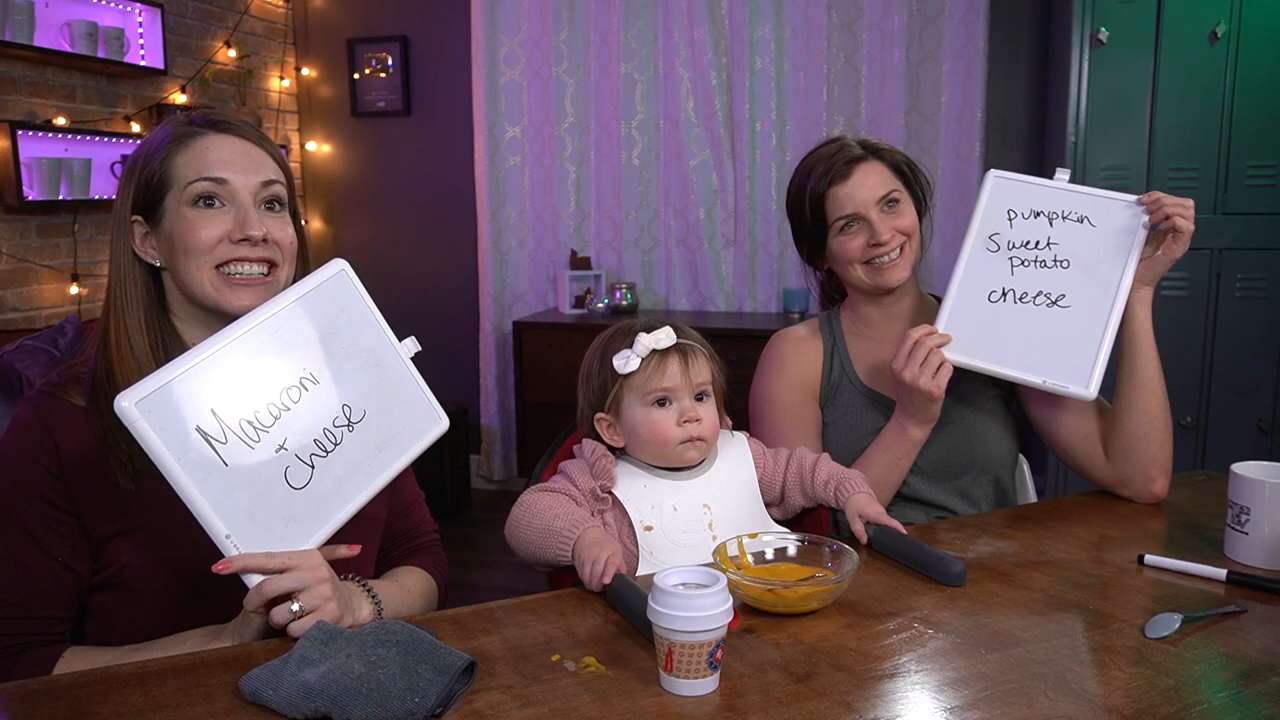 Macaroni
+
cheese
pumpkin
Sweet
potato
cheese